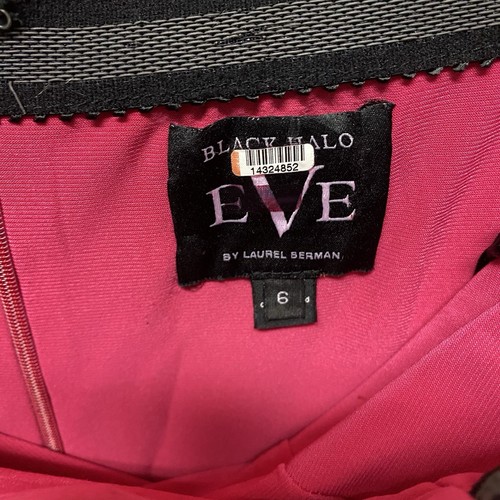 BLACK HALO
14324852
EVE
BY LAUREL BERMAN
6